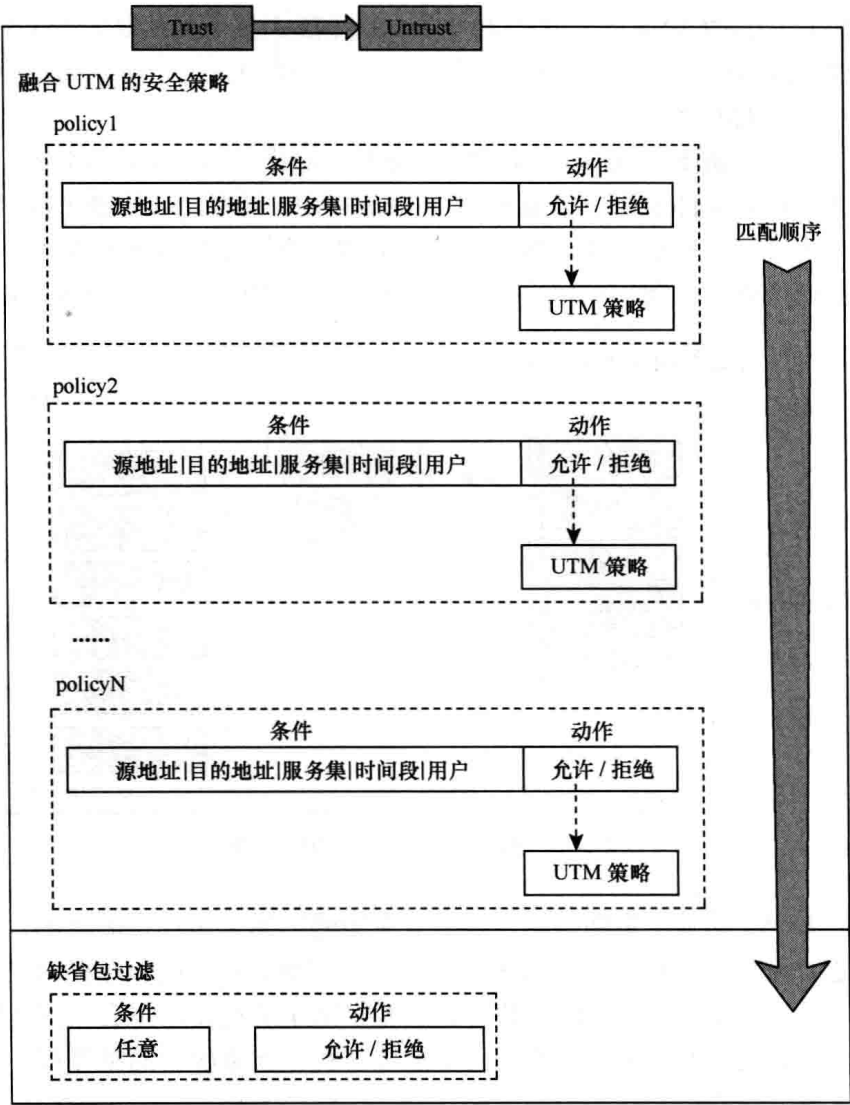 Trust Untrust
融合 UTM 的安全策略
policy1
条件 动作
源地址|目的地址|服务集|时间段|用户 允许 / 拒绝
匹配顺序
UTM 策略
policy2
条件 动作
源地址|目的地址|服务集|时间段|用户 允许 / 拒绝
UTM 策略
......
policyN
条件 动作
源地址|目的地址|服务集|时间段|用户 允许 / 拒绝
UTM 策略
缺省包过滤
条件 动作
任意 允许 / 拒绝